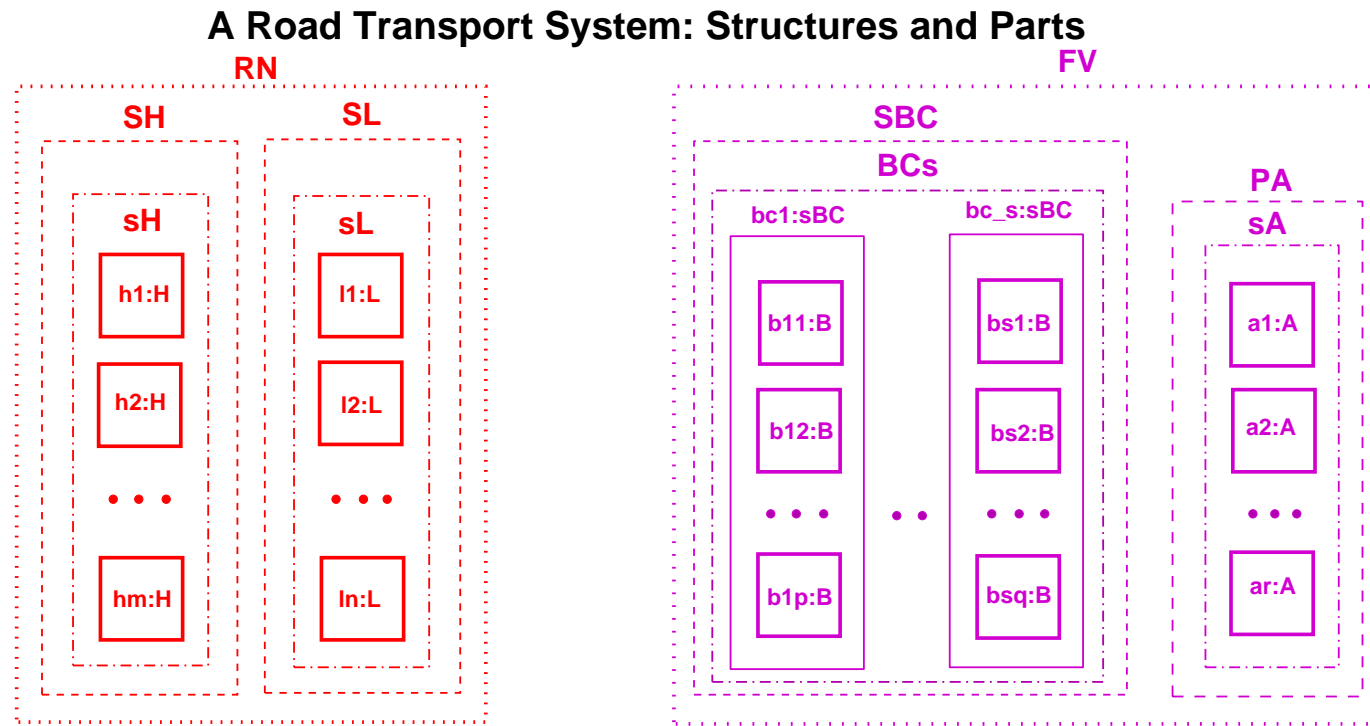 A Road Transport System: Structures and Parts
RN
SH
SL
sH
sL
h1:H
l1:L
h2:H
l2:L
• • •
• • •
hm:H
ln:L
FV
SBC
BCs
PA
bc1:sBC
bc_s:sBC
sA
b11:B
bs1:B
a1:A
b12:B
bs2:B
a2:A
• • •
• •
• • •
• • •
b1p:B
bsq:B
ar:A